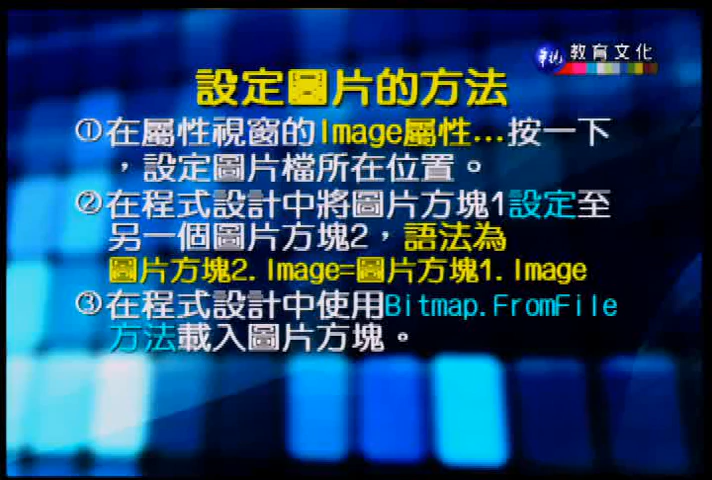 華視 教育文化
設定圖片的方法
①在屬性視窗的Image屬性…按一下
，設定圖片檔所在位置。
②在程式設計中將圖片方塊1設定至
另一個圖片方塊2，語法為
圖片方塊2.Image=圖片方塊1.Image
③在程式設計中使用Bitmap.FromFile
方法載入圖片方塊。